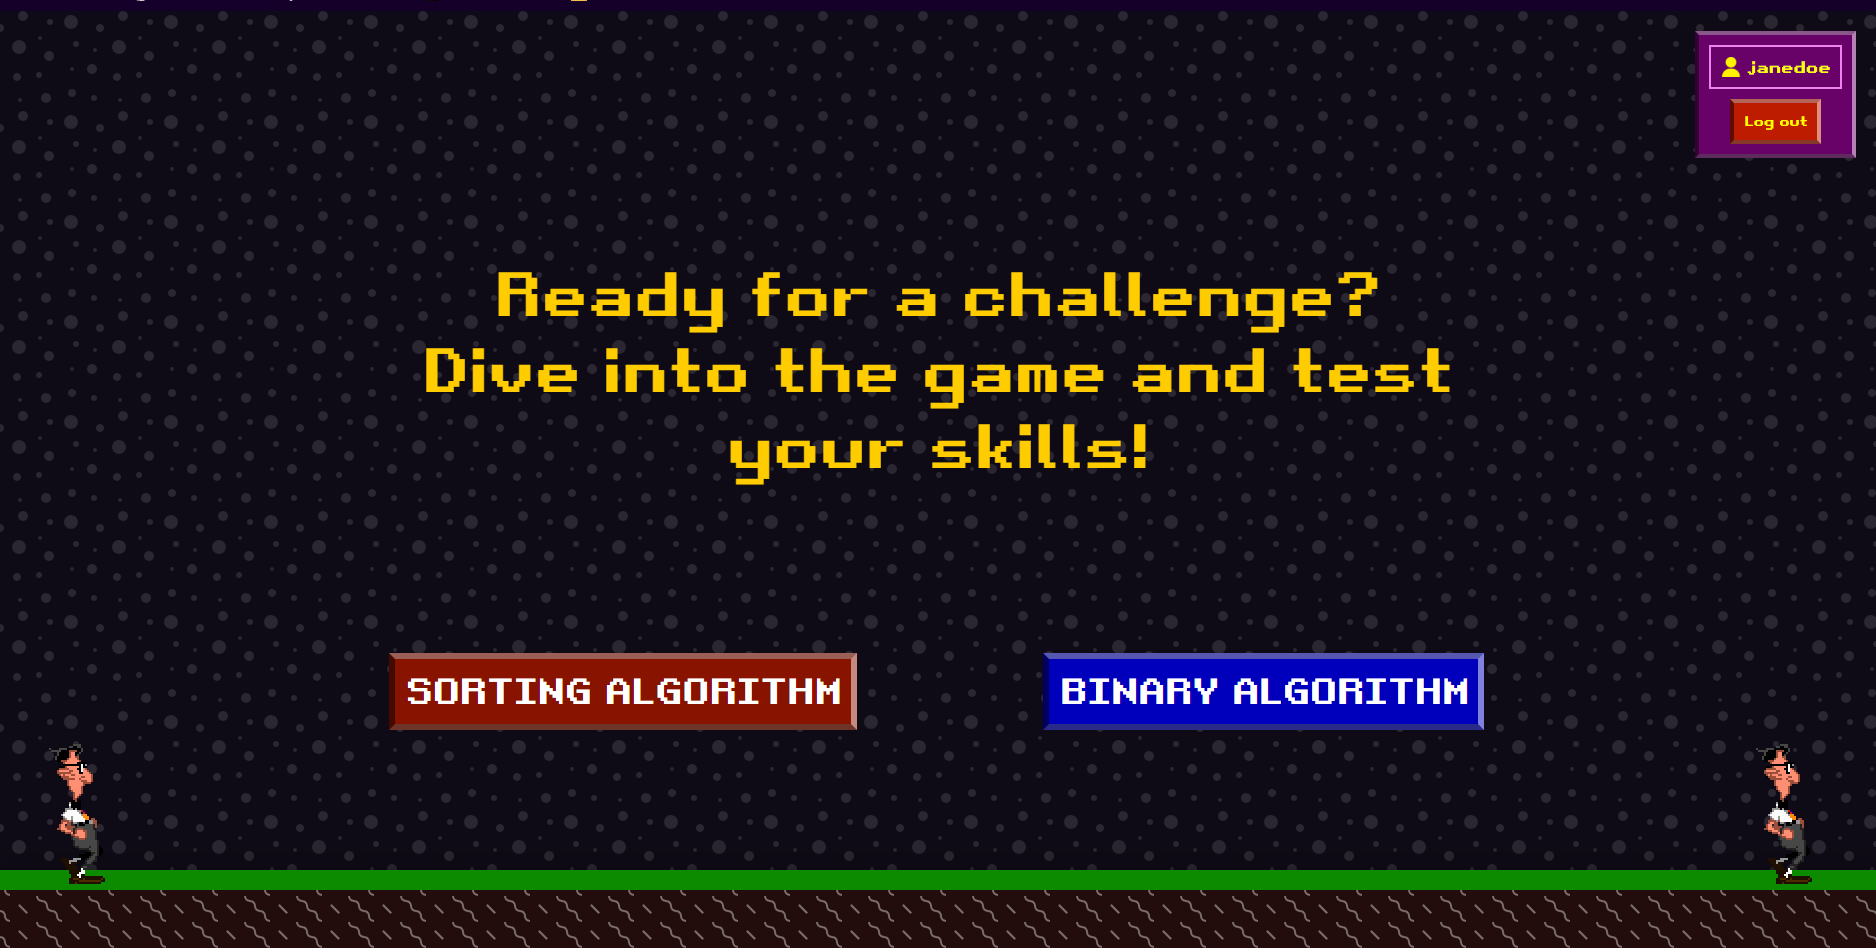 janedoe
Log out
Ready for a challenge?
Dive into the game and test
your skills!
SORTING ALGORITHM
BINARY ALGORITHM